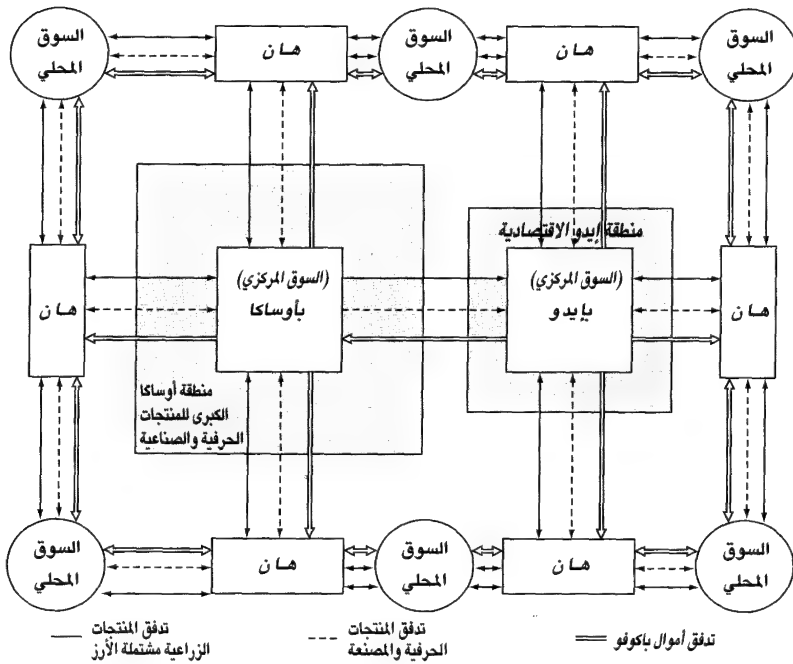 السوق
المحلي
هـان
السوق
المحلي
هـان
السوق
المحلي
منطقة إيدو الاقتصادية
هـان
(السوق المركزي)
بإيدو
(السوق المركزي)
بأوساكا
هـان
منطقة أوساكا
الكبرى للمنتجات
الحرفية والصناعية
السوق
المحلي
هـان
السوق
المحلي
هـان
السوق
المحلي
تدفق أموال باكوفو
تدفق المنتجات
الحرفية والمصنعة
تدفق المنتجات
الزراعية مشتملة الأرز